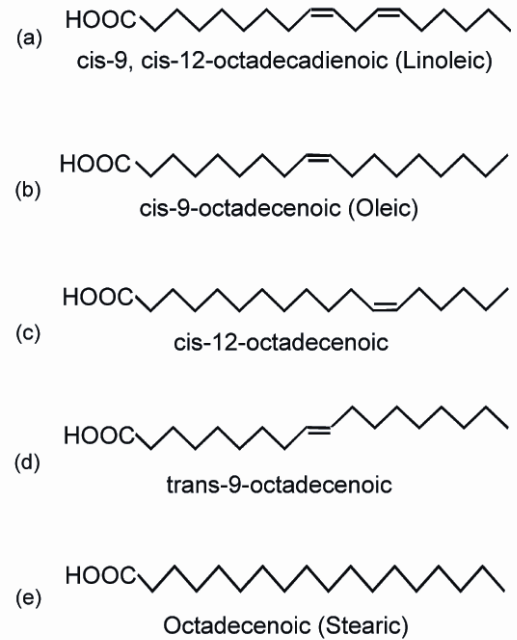 HOOC
(a)
cis-9, cis-12-octadecadienoic (Linoleic)
HOOC
(b)
cis-9-octadecenoic (Oleic)
HOOC
(c)
cis-12-octadecenoic
HOOC
(d)
trans-9-octadecenoic
HOOC
(e)
Octadecenoic (Stearic)